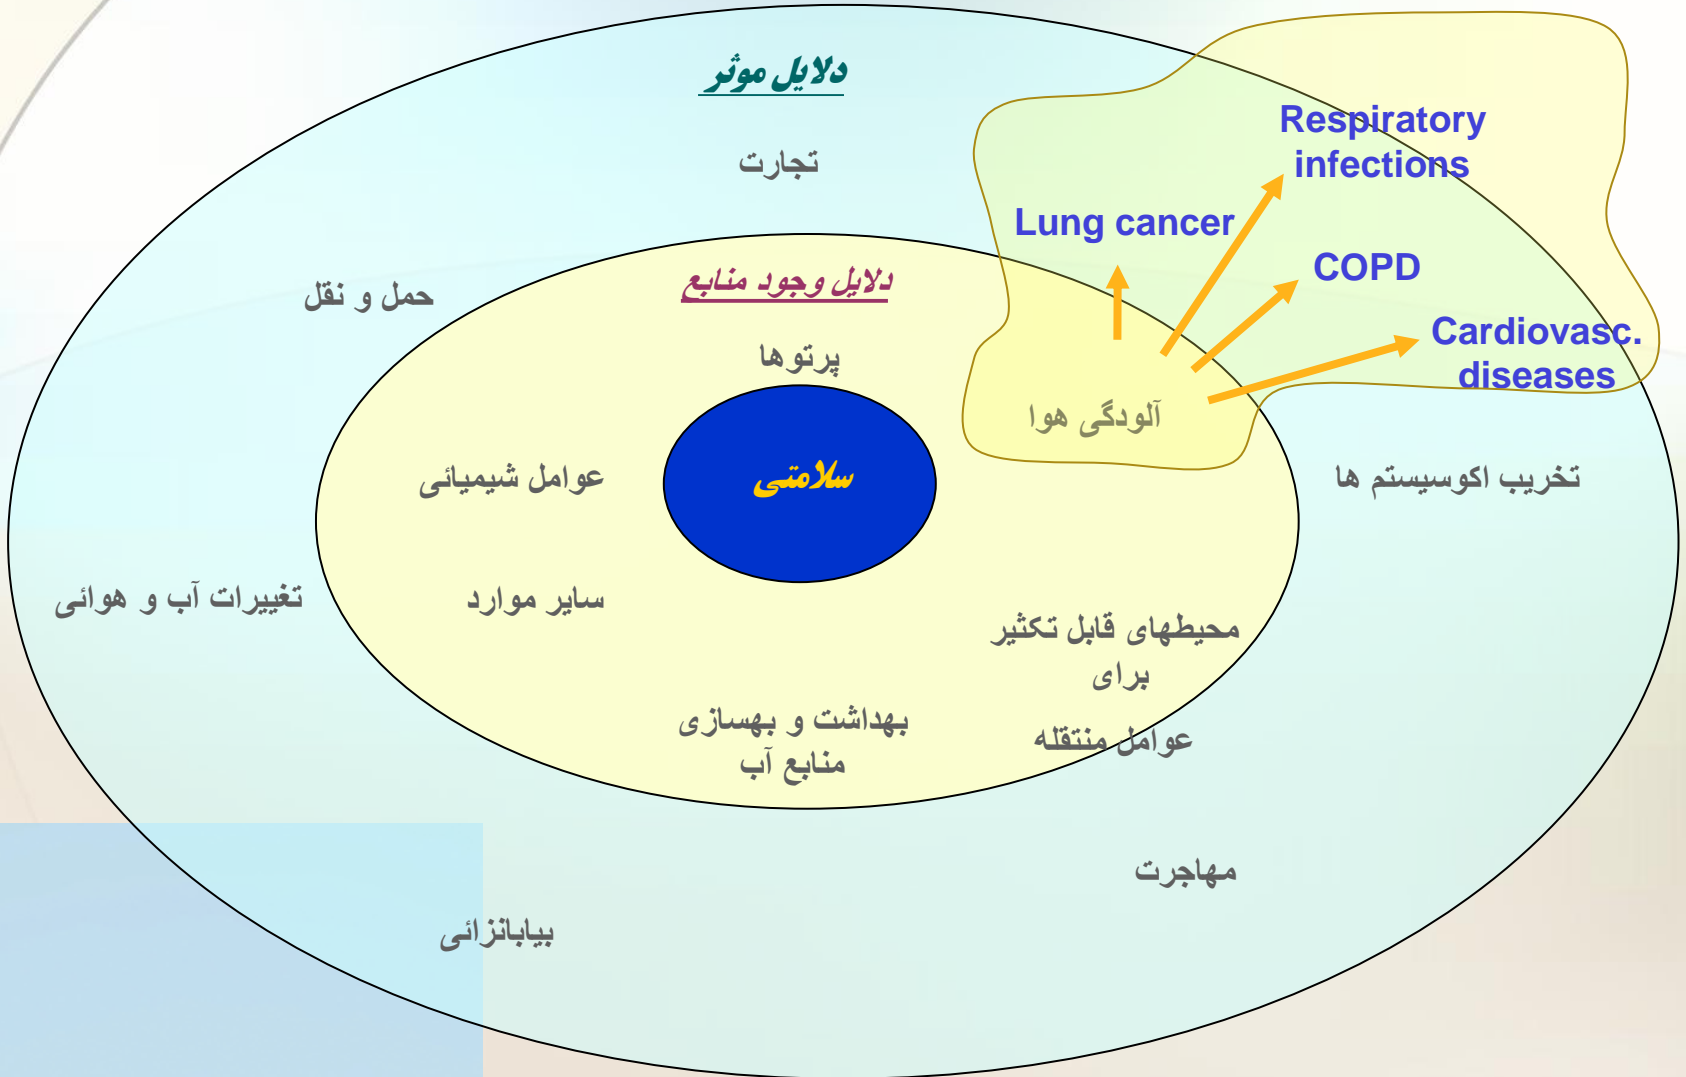 دلایل موثر
تجارت
Respiratory
infections
Lung cancer
COPD
حمل و نقل
دلایل وجود منابع
Cardiovasc.
diseases
پرتوها
آلودگی هوا
عوامل شیمیائی
سلامتی
تخریب اکوسیستم ها
تغییرات آب و هوائی
سایر موارد
محیطهای قابل تکثیر
برای
عوامل منتقله
بهداشت و بهسازی
منابع آب
مهاجرت
بیابانزائی